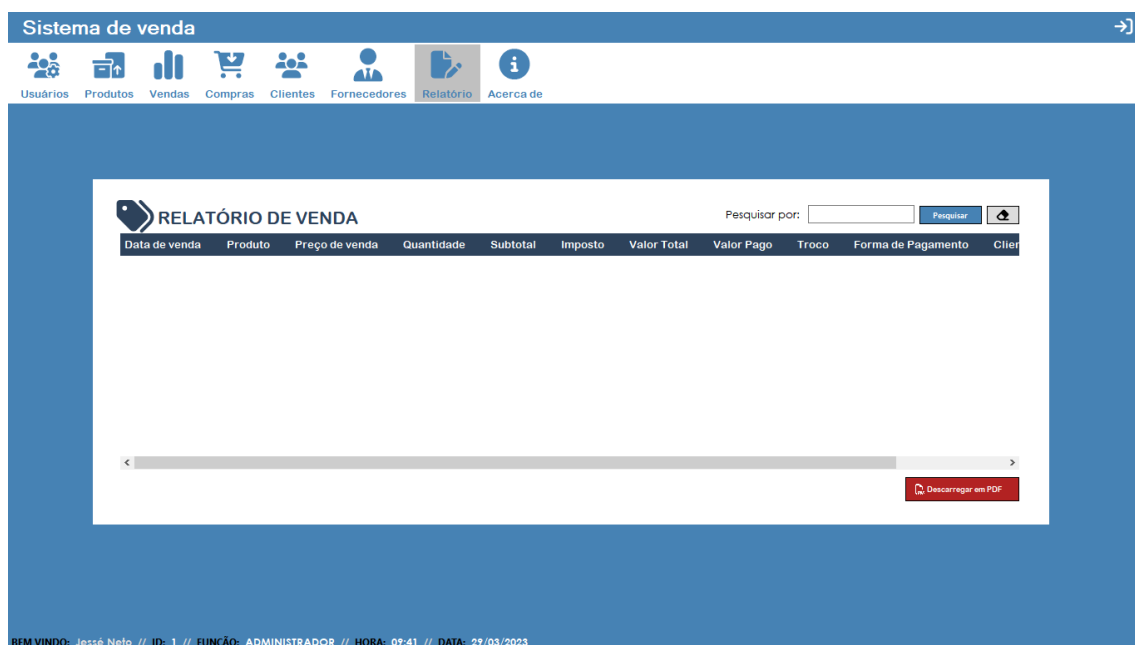 Sistema de venda
Usuários Produtos Vendas Compras Clientes Fornecedores Relatório Acerca de
RELATÓRIO DE VENDA Pesquisar por: Pesquisar
Data de venda Produto Preço de venda Quantidade Subtotal Imposto Valor Total Valor Pago Troco Forma de Pagamento Clier
Descarregar em PDF
BEM VINDO: Jessé Neto // ID: 1 // FUNÇÃO: ADMINISTRADOR // HORA: 09:41 // DATA: 29/03/2023